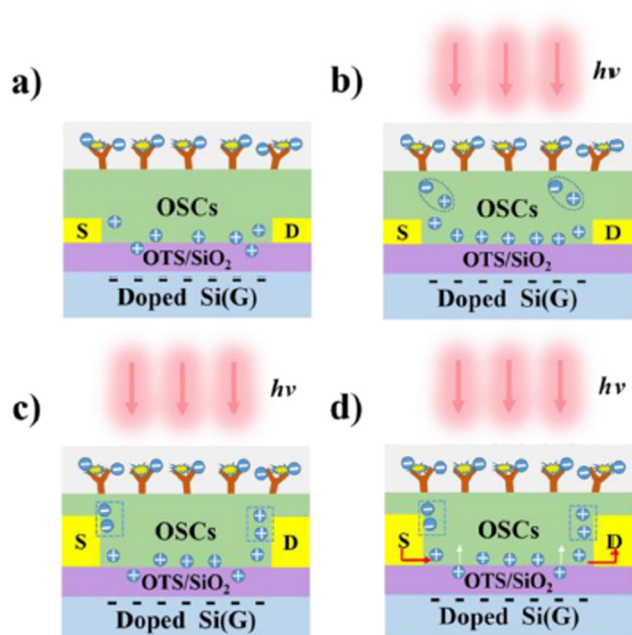 a)
OSCs
S
D
OTS/SiO₂
Doped Si(G)
b)
hv
OSCs
S
D
OTS/SiO₂
Doped Si(G)
c)
hv
OSCs
S
D
OTS/SiO₂
Doped Si(G)
d)
hv
OSCs
S
D
OTS/SiO₂
Doped Si(G)